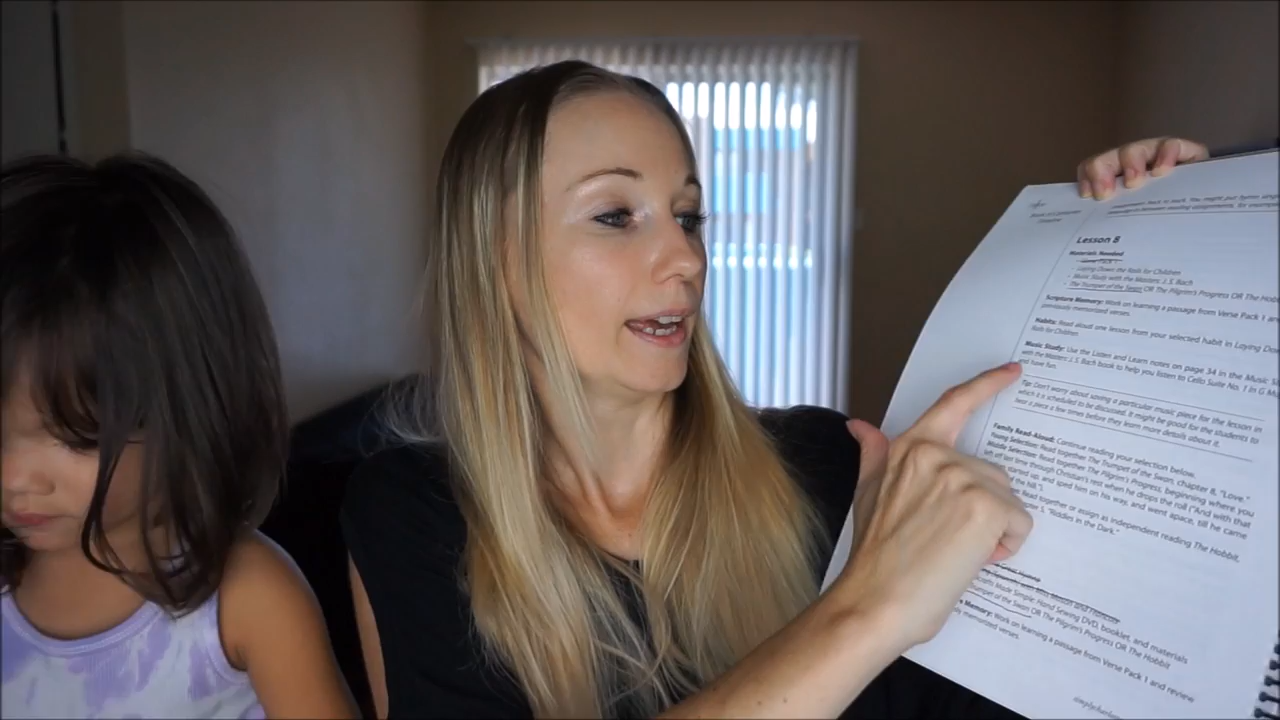 Lesson 8
Materials Needed
- Laying Down the Rails for Children
- Music Study with the Masters: J. S. Bach
- The Trumpet of the Swan OR The Pilgrim's Progress OR The Hob
Scripture Memory: Work on learning a passage from Verse Pack 1 and
previously memorized verses.
Habits: Read aloud one lesson from your selected habit in Laying Dow
Rails for Children.
Music Study: Use the Listen and Learn notes on page 34 in the Music S
with the Masters: J. S. Bach book to help you listen to Cello Suite No. 1 in G M
and have fun.
Tip: Don't worry about saving a particular music piece for the lesson in
which it is scheduled to be discussed. It might be good for the students to
hear a piece a few times before they learn more details about it.
Family Read-Aloud: Continue reading your selection below.
Young Selection: Read together The Trumpet of the Swan, chapter 8, "Love."
Middle Selection: Read together The Pilgrim's Progress, beginning where you
left off last time through Christian's rest when he drops the roll ("And with that
started up, and sped him on his way, and went apace, till he came
of the hill.").
Read together or assign as independent reading The Hobbit,
5, "Riddles in the Dark."
Made Simple: Hand Sewing DVD, booklet, and materials
Trumpet of the Swan OR The Pilgrim's Progress OR The Hobbit
Memory: Work on learning a passage from Verse Pack 1 and review
memorized verses.